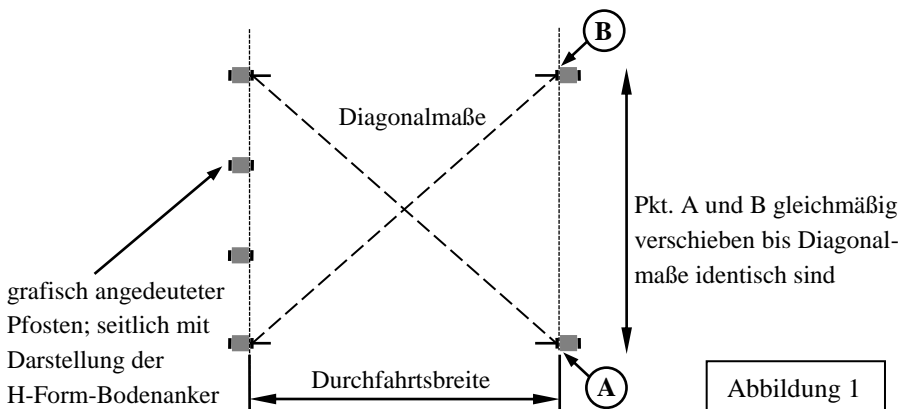 B
Diagonalmaße
Pkt. A und B gleichmäßig
verschieben bis Diagonal-
maße identisch sind
grafisch angedeuteter
Pfosten; seitlich mit
Darstellung der
H-Form-Bodenanker
Durchfahrtsbreite
A
Abbildung 1